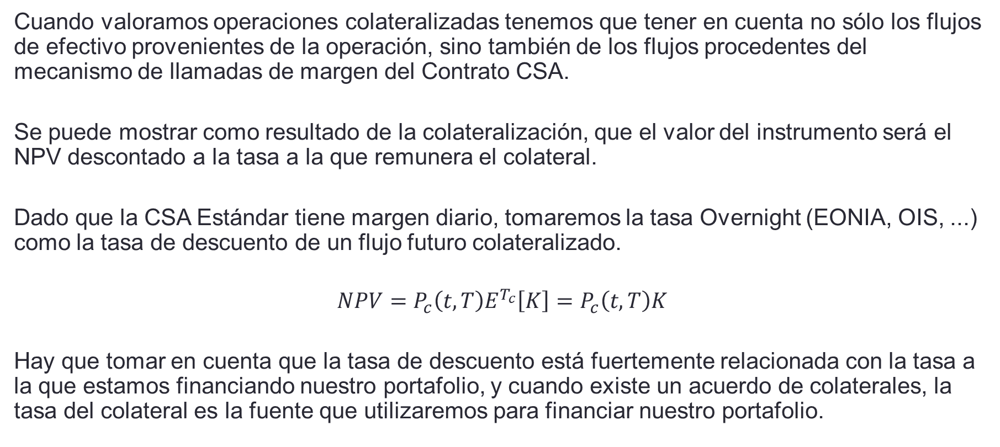 Cuando valoramos operaciones colateralizadas tenemos que tener en cuenta no sólo los flujos
de efectivo provenientes de la operación, sino también de los flujos procedentes del
mecanismo de llamadas de margen del Contrato CSA.
Se puede mostrar como resultado de la colateralización, que el valor del instrumento será el
NPV descontado a la tasa a la que remunera el colateral.
Dado que la CSA Estándar tiene margen diario, tomaremos la tasa Overnight (EONIA, OIS, ...)
como la tasa de descuento de un flujo futuro colateralizado.
$NPV = P_c(t,T)E^{T_c}[K] = P_c(t,T)K$
Hay que tomar en cuenta que la tasa de descuento está fuertemente relacionada con la tasa a
la que estamos financiando nuestro portafolio, y cuando existe un acuerdo de colaterales, la
tasa del colateral es la fuente que utilizaremos para financiar nuestro portafolio.